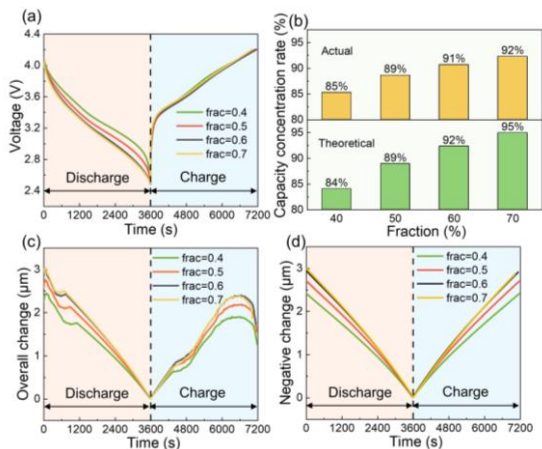 (a)
Voltage (V)
4.4
4.0
3.6
3.2
2.8
2.4
frac=0.4
frac=0.5
frac=0.6
frac=0.7
Discharge
Charge
0 1800 3600 5400 7200
Time (s)
(b)
Capacity concentration rate (%)
Actual
95
90
85
80
85%
89%
91%
92%
Theoretical
95
90
85
80
84%
89%
92%
95%
40 50 60 70
Fraction (%)
(c)
Overall change (μm)
3
2
1
0
frac=0.4
frac=0.5
frac=0.6
frac=0.7
Discharge
Charge
0 1200 2400 3600 4800 6000 7200
Time (s)
(d)
Negative change (μm)
3
2
1
0
frac=0.4
frac=0.5
frac=0.6
frac=0.7
Discharge
Charge
0 1200 2400 3600 4800 6000 7200
Time (s)